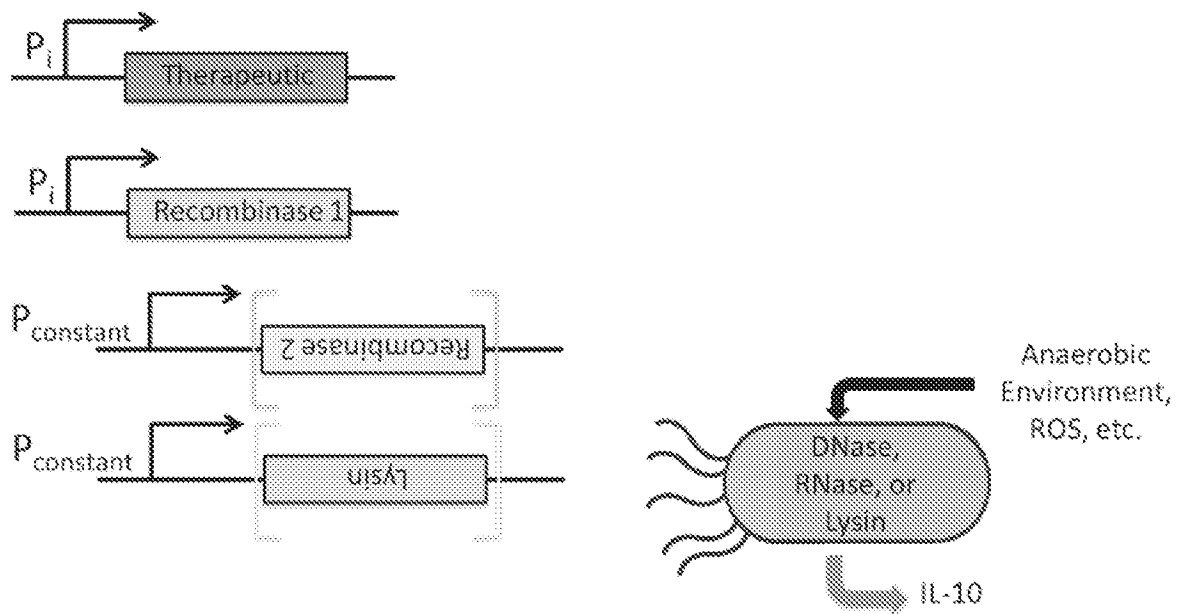 Pi
Therapeutic
Pi
Recombinase 1
Pconstant
Recombinase 2
Pconstant
Lysin
Anaerobic
Environment,
ROS, etc.
DNase,
RNase, or
Lysin
IL-10